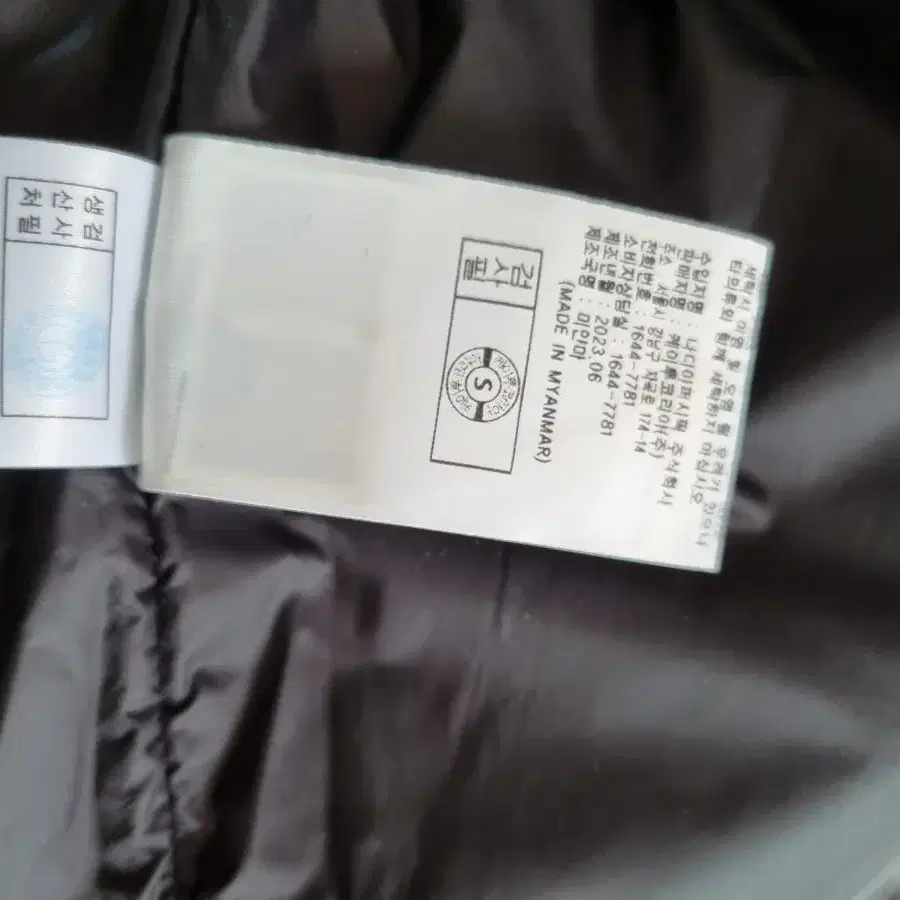 세탁시 이염 될 오염 될 우려가 있으니
타의류와 함께 세탁하지 마십시오
수입자명 : 나디아퍼시픽 주식회사
판매자명 : 케이투코리아(주)
주소 : 서울시 강남구 자곡로 174-14
전화번호 : 1644-7781
소비자상담실 : 1644-7781
제조년월 : 2023.06
제조국명 : 미얀마
(MADE IN MYANMAR)
검사필
S
생산처
검사필